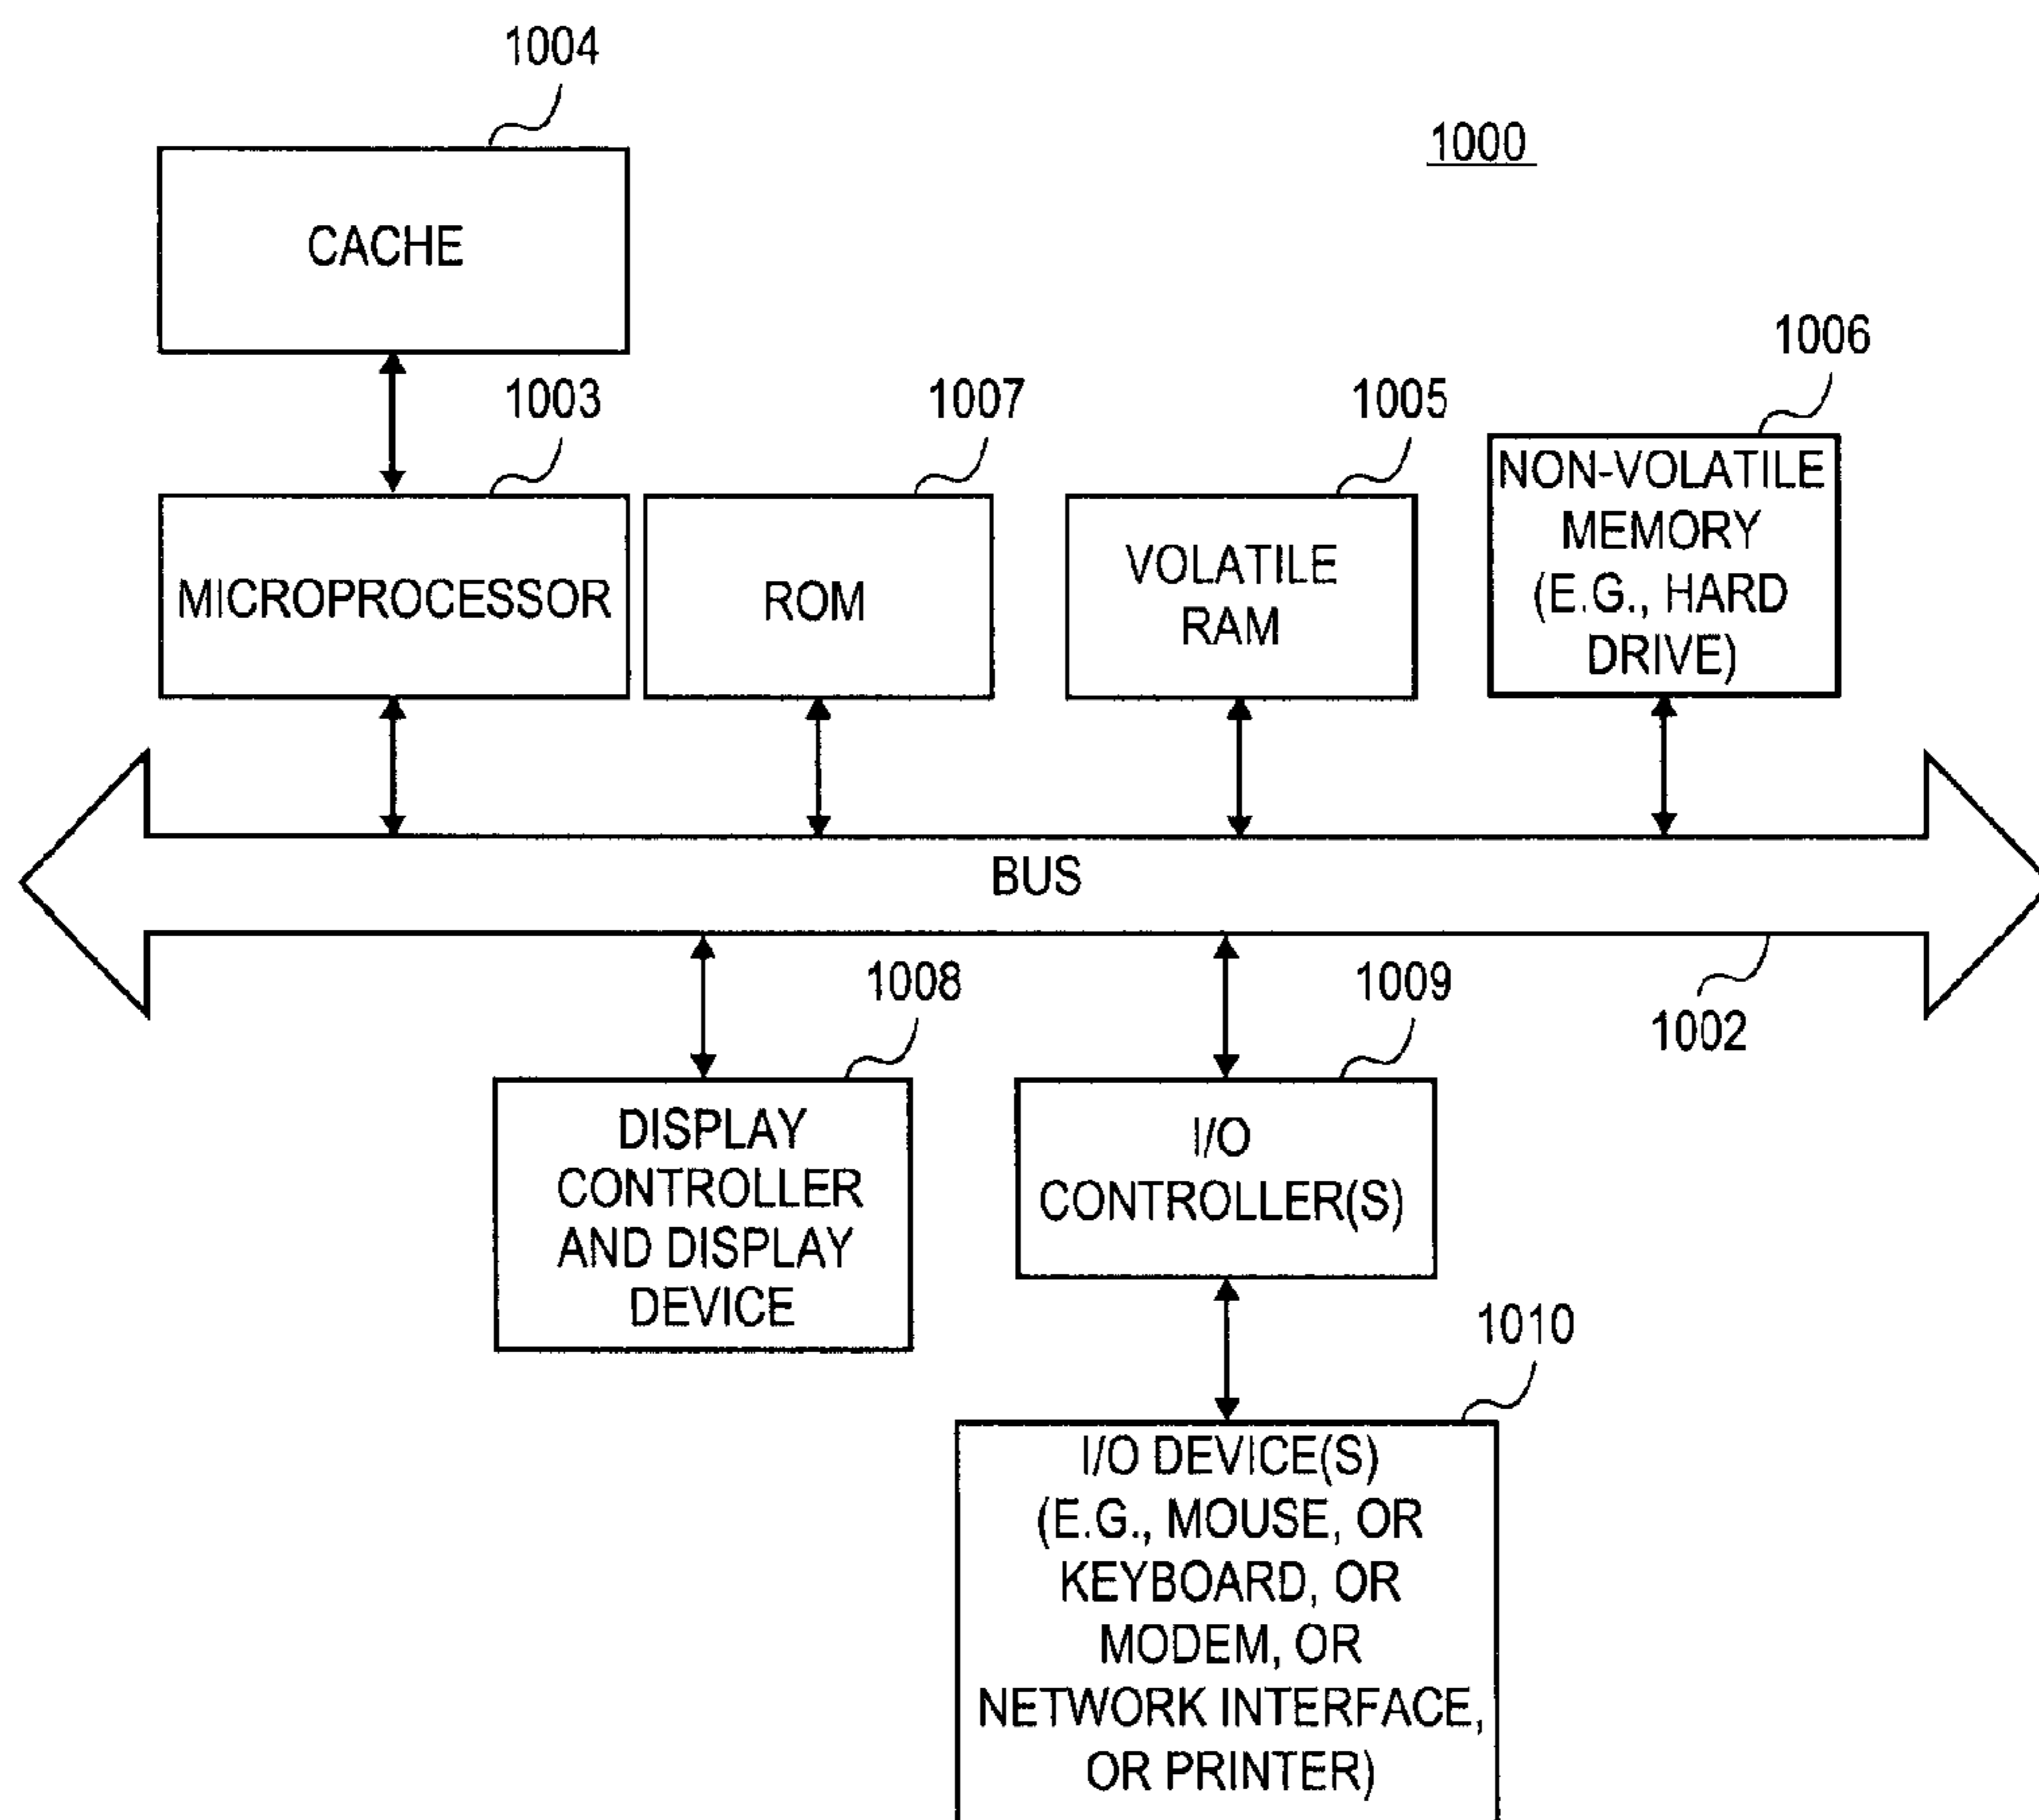 1004
1000
CACHE
1006
1003
1007
1005
NON-VOLATILE
MEMORY
(E.G., HARD
DRIVE)
MICROPROCESSOR
ROM
VOLATILE
RAM
BUS
1008
1009
1002
DISPLAY
CONTROLLER
AND DISPLAY
DEVICE
I/O
CONTROLLER(S)
1010
I/O DEVICE(S)
(E.G., MOUSE, OR
KEYBOARD, OR
MODEM, OR
NETWORK INTERFACE,
OR PRINTER)